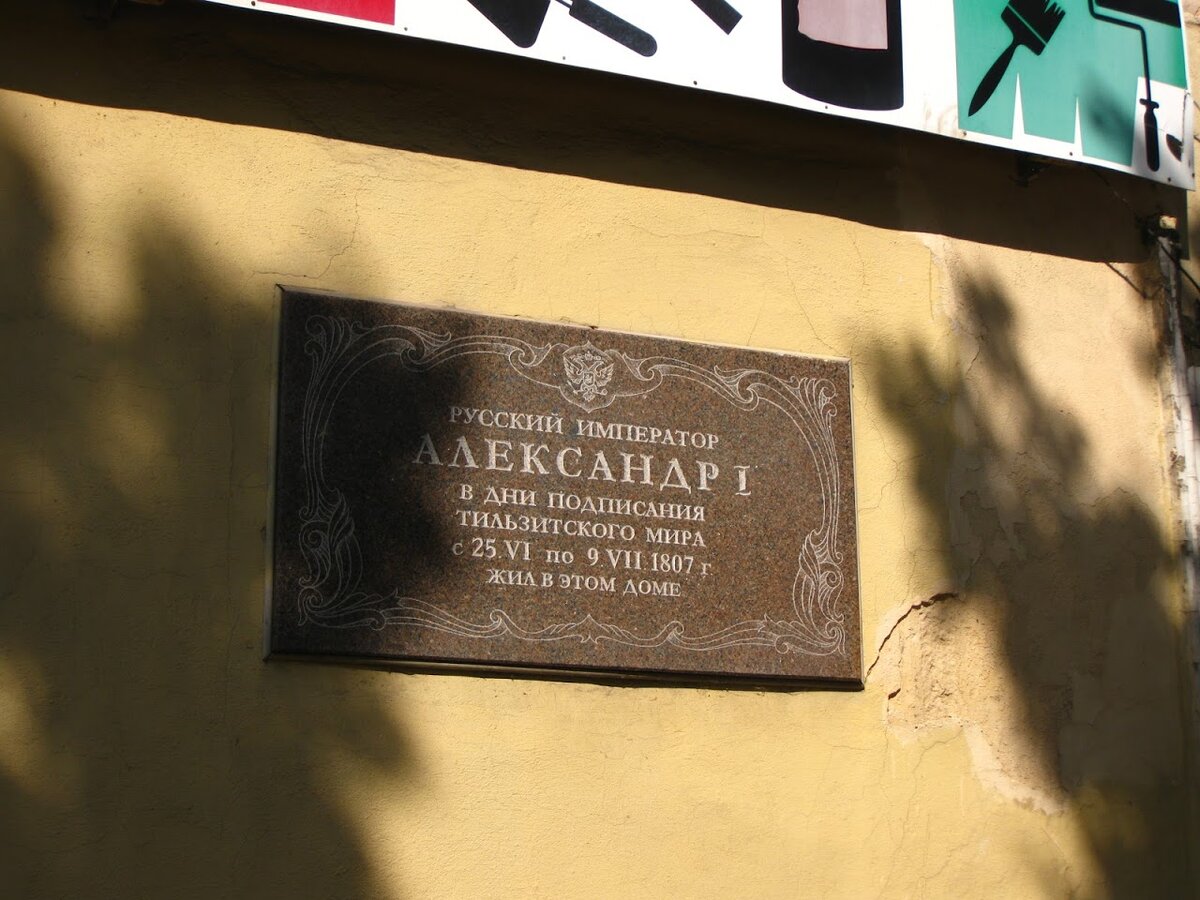 РУССКИЙ ИМПЕРАТОР
АЛЕКСАНДР I
В ДНИ ПОДПИСАНИЯ
ТИЛЬЗИТСКОГО МИРА
с 25 VI по 9 VII 1807 г
ЖИЛ В ЭТОМ ДОМЕ